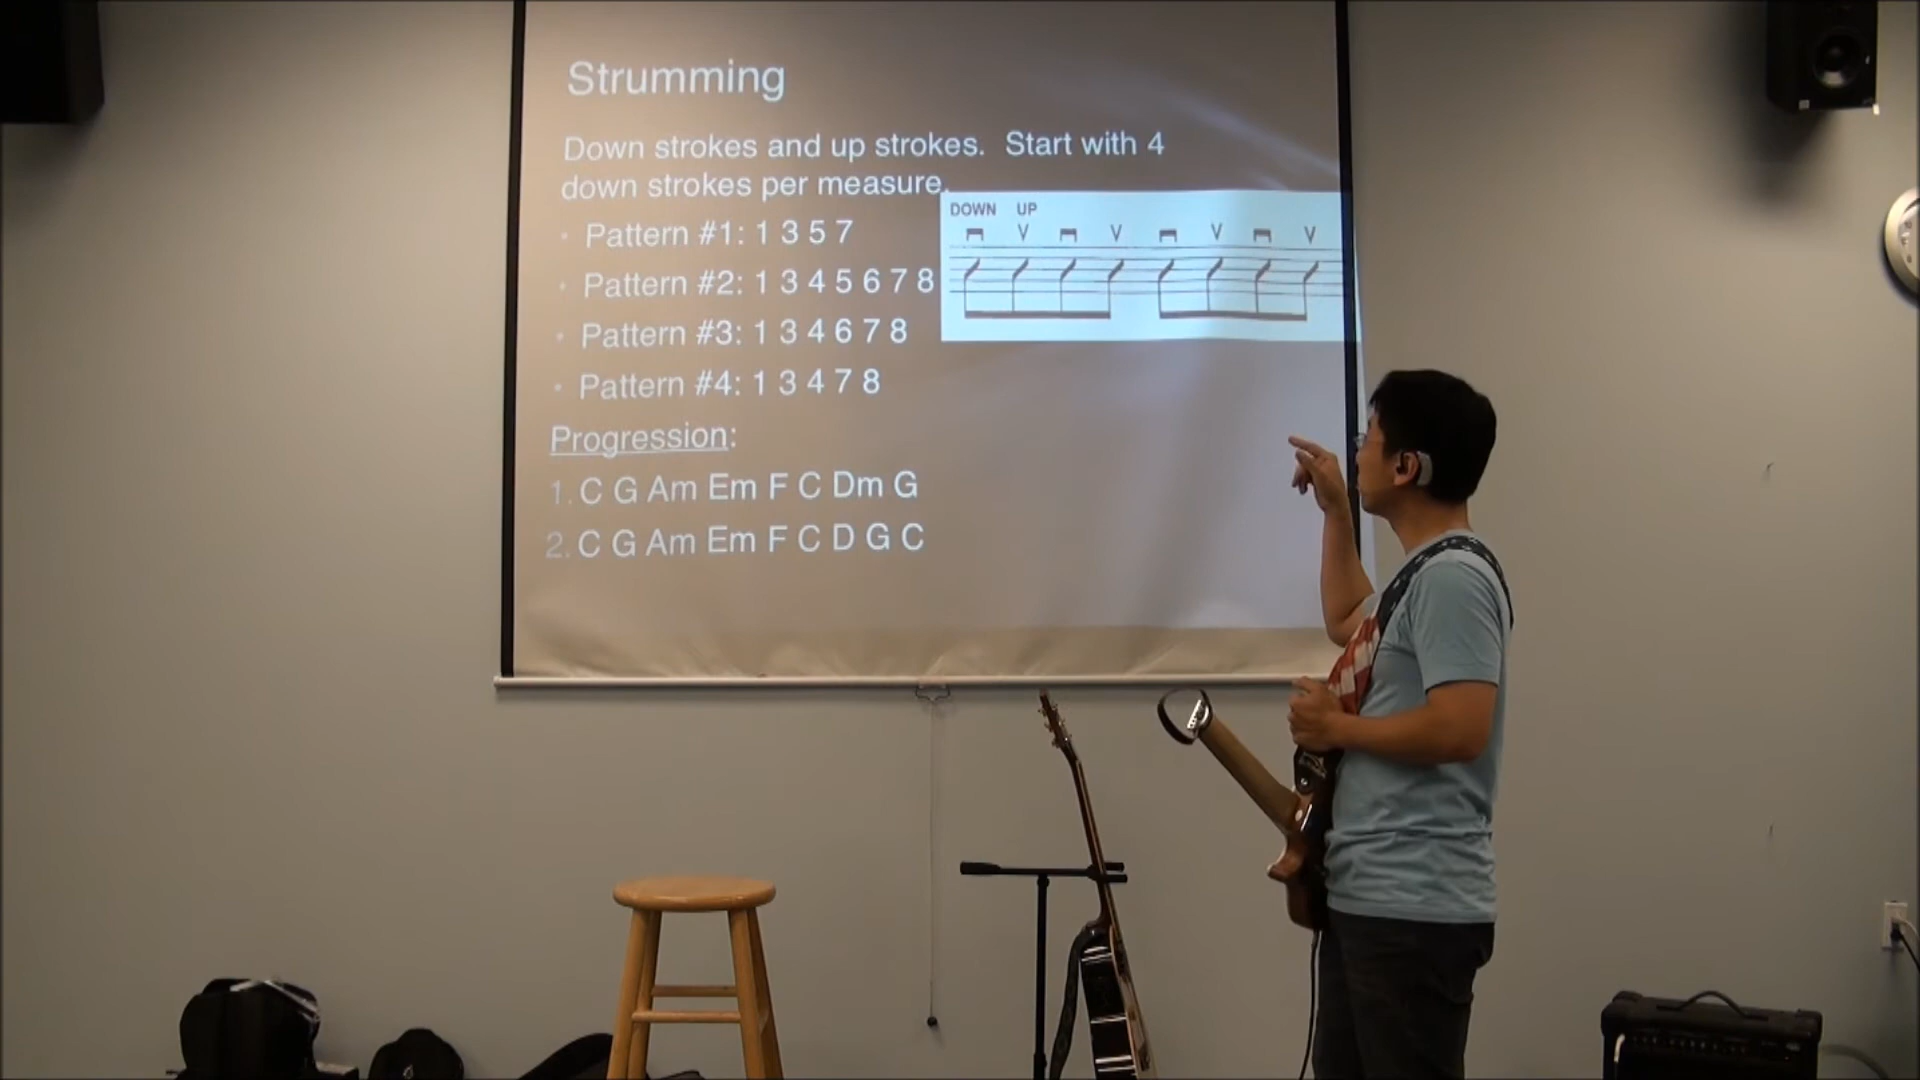 Strumming
Down strokes and up strokes. Start with 4
down strokes per measure.
DOWN UP
• Pattern #1: 1 3 5 7
• Pattern #2: 1 3 4 5 6 7 8
• Pattern #3: 1 3 4 6 7 8
• Pattern #4: 1 3 4 7 8
Progression:
1. C G Am Em F C Dm G
2. C G Am Em F C D G C